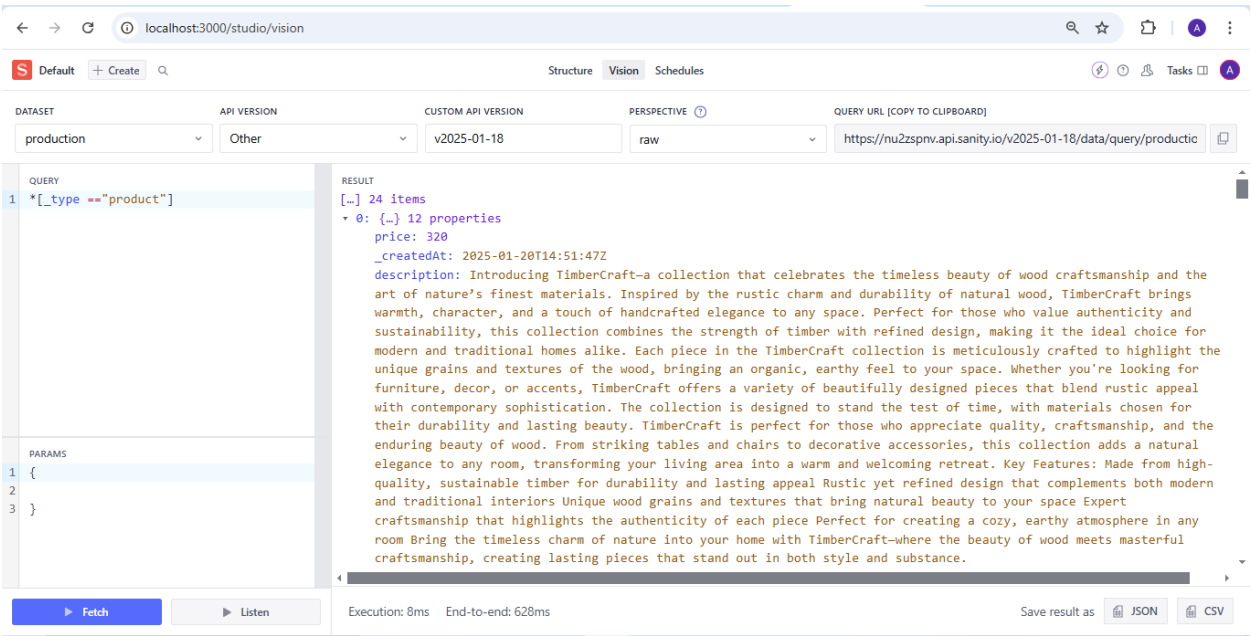 localhost:3000/studio/vision
A
S Default + Create Structure Vision Schedules Tasks A
DATASET API VERSION CUSTOM API VERSION PERSPECTIVE ? QUERY URL [COPY TO CLIPBOARD]
production Other v2025-01-18 raw https://nu2zspnv.api.sanity.io/v2025-01-18/data/query/productio
QUERY
1 *[_type =="product"]
PARAMS
1 {
2
3 }
Fetch Listen
RESULT
[…] 24 items
0: {…} 12 properties
price: 320
_createdAt: 2025-01-20T14:51:47Z
description: Introducing TimberCraft—a collection that celebrates the timeless beauty of wood craftsmanship and the
art of nature’s finest materials. Inspired by the rustic charm and durability of natural wood, TimberCraft brings
warmth, character, and a touch of handcrafted elegance to any space. Perfect for those who value authenticity and
sustainability, this collection combines the strength of timber with refined design, making it the ideal choice for
modern and traditional homes alike. Each piece in the TimberCraft collection is meticulously crafted to highlight the
unique grains and textures of the wood, bringing an organic, earthy feel to your space. Whether you're looking for
furniture, decor, or accents, TimberCraft offers a variety of beautifully designed pieces that blend rustic appeal
with contemporary sophistication. The collection is designed to stand the test of time, with materials chosen for
their durability and lasting beauty. TimberCraft is perfect for those who appreciate quality, craftsmanship, and the
enduring beauty of wood. From striking tables and chairs to decorative accessories, this collection adds a natural
elegance to any room, transforming your living area into a warm and welcoming retreat. Key Features: Made from high-
quality, sustainable timber for durability and lasting appeal Rustic yet refined design that complements both modern
and traditional interiors Unique wood grains and textures that bring natural beauty to your space Expert
craftsmanship that highlights the authenticity of each piece Perfect for creating a cozy, earthy atmosphere in any
room Bring the timeless charm of nature into your home with TimberCraft—where the beauty of wood meets masterful
craftsmanship, creating lasting pieces that stand out in both style and substance.
Execution: 8ms End-to-end: 628ms Save result as JSON CSV